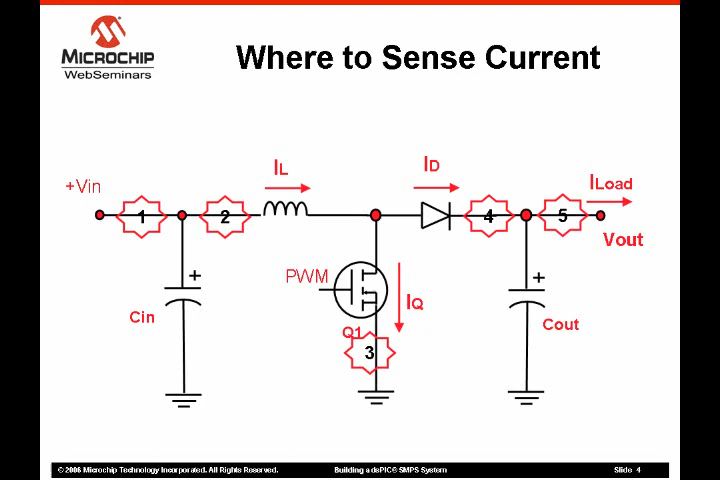 MICROCHIP
WebSeminars
Where to Sense Current
IL
ID
ILoad
+Vin
1
2
4
5
Vout
PWM
+
+
IQ
Cin
Cout
Q1
3
© 2006 Microchip Technology Incorporated. All Rights Reserved.
Building a dsPIC® SMPS System
Slide 4